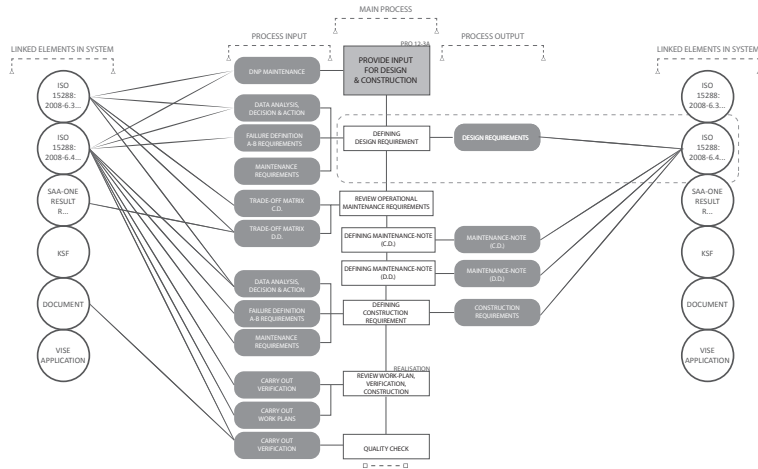 MAIN PROCESS
PROCESS INPUT
PROCESS OUTPUT
LINKED ELEMENTS IN SYSTEM
LINKED ELEMENTS IN SYSTEM
PRO 12-3A
PROVIDE INPUT
FOR DESIGN
& CONSTRUCTION
DNP MAINTENANCE
ISO
15288:
2008-6.3...
ISO
15288:
2008-6.4...
SAA-ONE
RESULT
R...
KSF
DOCUMENT
VISE
APPLICATION
DATA ANALYSIS,
DECISION & ACTION
FAILURE DEFINITION
A-B REQUIREMENTS
MAINTENANCE
REQUIREMENTS
TRADE-OFF MATRIX
C.D.
TRADE-OFF MATRIX
D.D.
DATA ANALYSIS,
DECISION & ACTION
FAILURE DEFINITION
A-B REQUIREMENTS
MAINTENANCE
REQUIREMENTS
CARRY OUT
VERIFICATION
CARRY OUT
WORK PLANS
CARRY OUT
VERIFICATION
DEFINING
DESIGN REQUIREMENT
REVIEW OPERATIONAL
MAINTENANCE REQUIREMENTS
DEFINING MAINTENANCE-NOTE
(C.D.)
DEFINING MAINTENANCE-NOTE
(D.D.)
DEFINING
CONSTRUCTION
REQUIREMENT
REALISATION
REVIEW WORK-PLAN,
VERIFICATION,
CONSTRUCTION
QUALITY CHECK
DESIGN REQUIREMENTS
MAINTENANCE-NOTE
(C.D.)
MAINTENANCE-NOTE
(D.D.)
CONSTRUCTION
REQUIREMENTS
ISO
15288:
2008-6.3...
ISO
15288:
2008-6.4...
SAA-ONE
RESULT
R...
KSF
DOCUMENT
VISE
APPLICATION